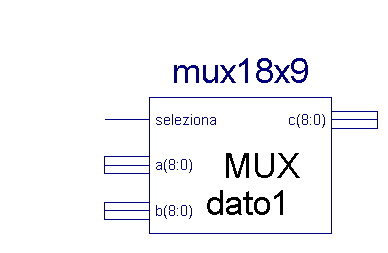 mux18x9
seleziona c(8:0)
a(8:0) MUX
b(8:0) dato1